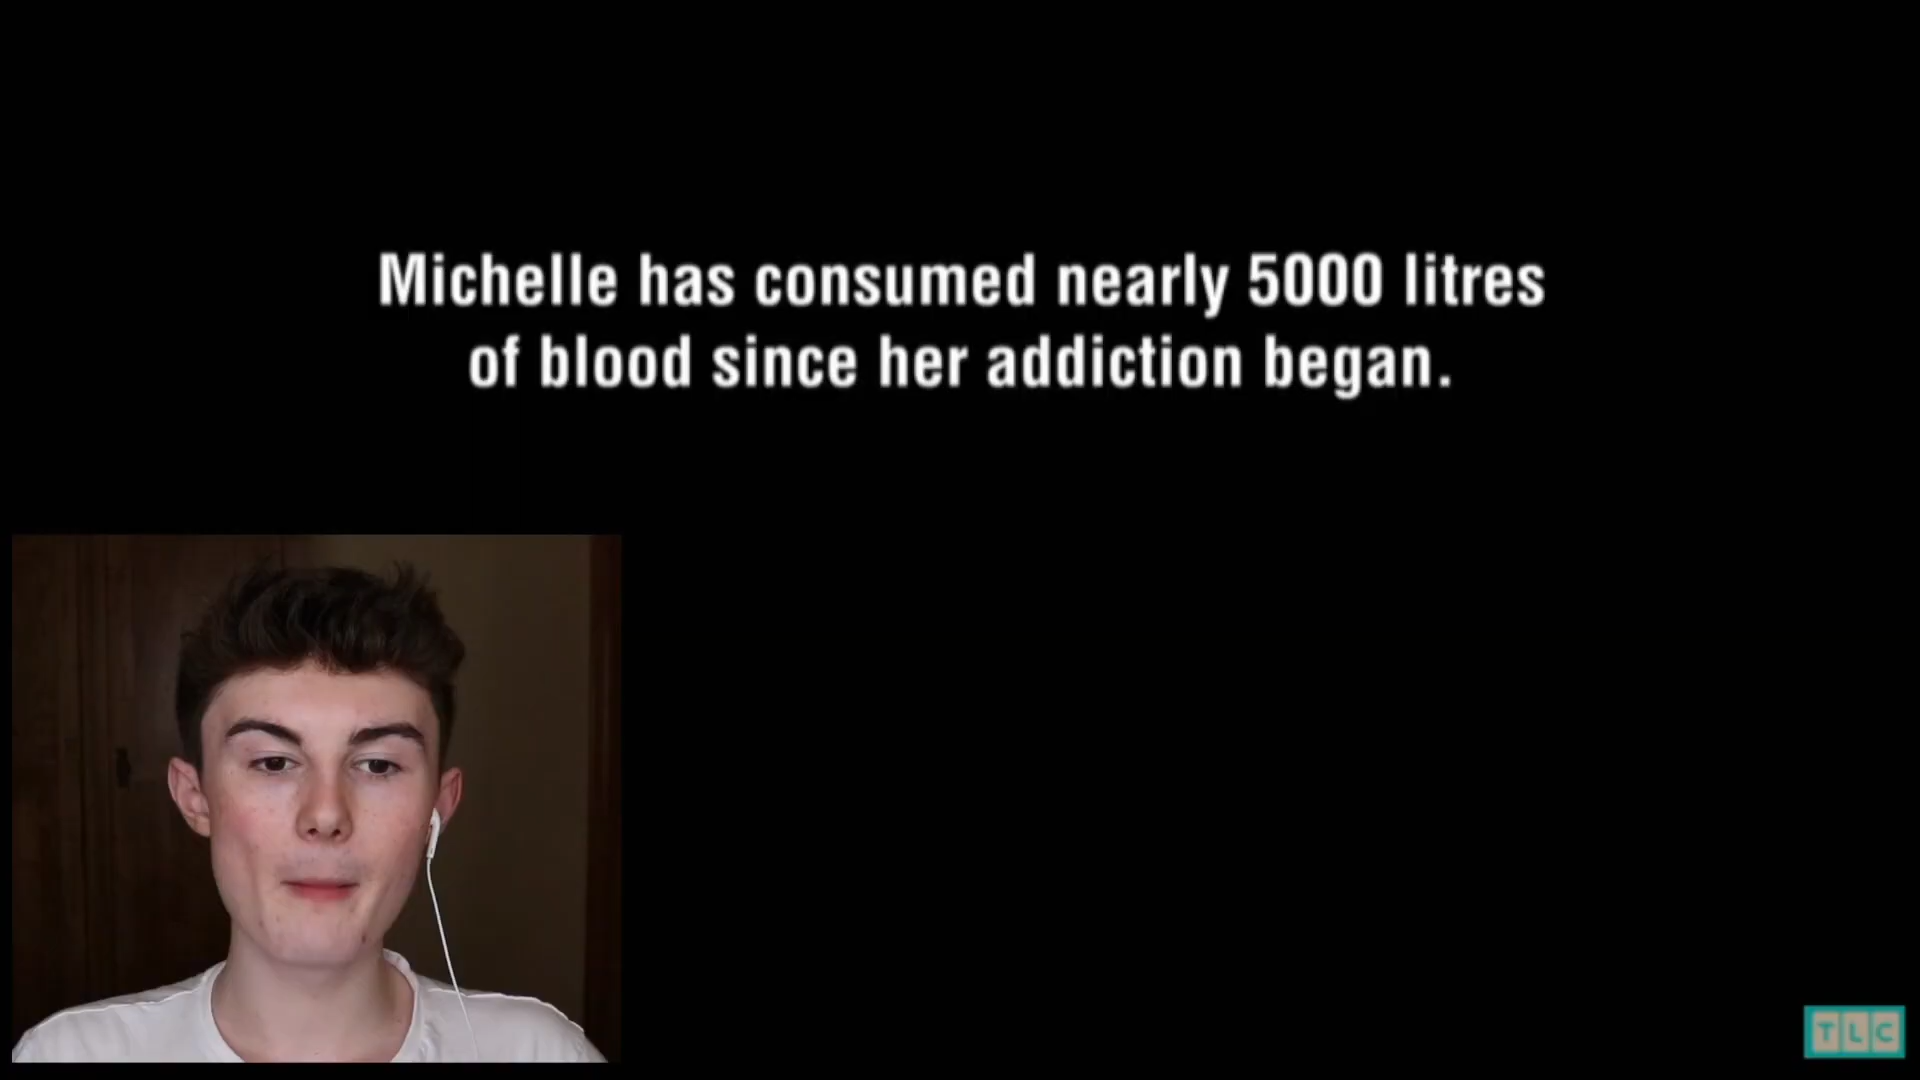 Michelle has consumed nearly 5000 litres
of blood since her addiction began.
TLC